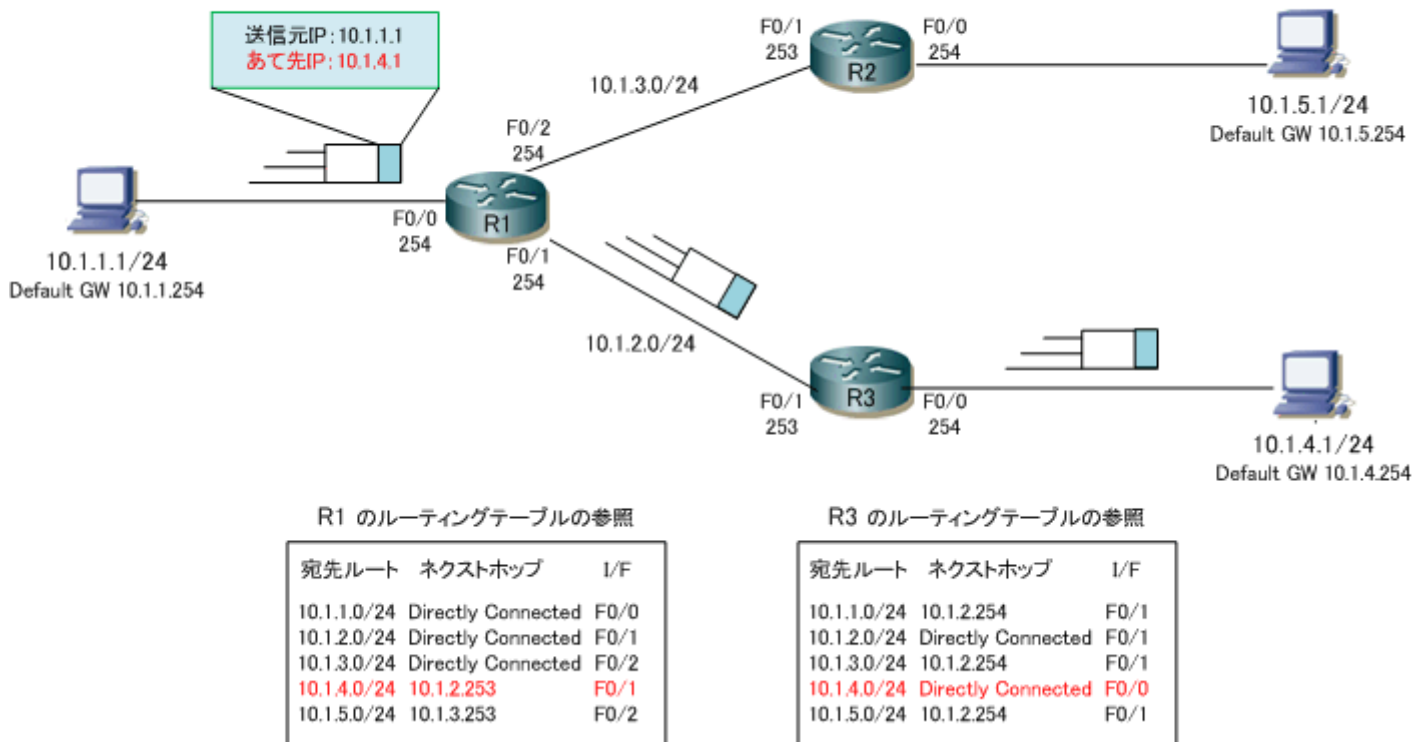 送信元IP:10.1.1.1
あて先IP:10.1.4.1
F0/1
253
F0/0
254
R2
10.1.3.0/24
10.1.5.1/24
Default GW 10.1.5.254
F0/2
254
F0/0
254
R1
F0/1
254
10.1.1.1/24
Default GW 10.1.1.254
10.1.2.0/24
F0/1
253
R3
F0/0
254
10.1.4.1/24
Default GW 10.1.4.254
R1 のルーティングテーブルの参照
宛先ルート ネクストホップ I/F
10.1.1.0/24 Directly Connected F0/0
10.1.2.0/24 Directly Connected F0/1
10.1.3.0/24 Directly Connected F0/2
10.1.4.0/24 10.1.2.253 F0/1
10.1.5.0/24 10.1.3.253 F0/2
R3 のルーティングテーブルの参照
宛先ルート ネクストホップ I/F
10.1.1.0/24 10.1.2.254 F0/1
10.1.2.0/24 Directly Connected F0/1
10.1.3.0/24 10.1.2.254 F0/1
10.1.4.0/24 Directly Connected F0/0
10.1.5.0/24 10.1.2.254 F0/1